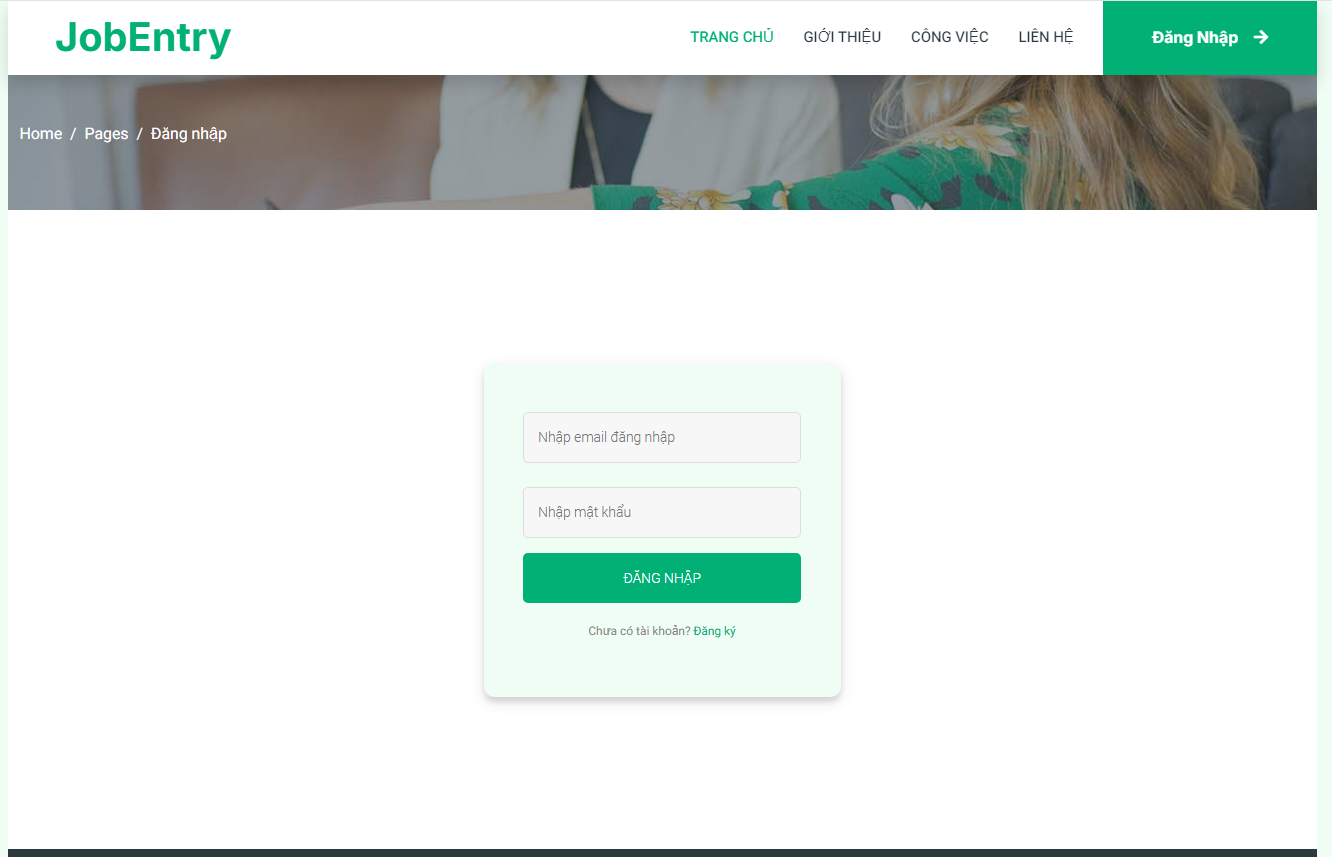 JobEntry
TRANG CHỦ GIỚI THIỆU CÔNG VIỆC LIÊN HỆ Đăng Nhập
Home / Pages / Đăng nhập
Nhập email đăng nhập
Nhập mật khẩu
ĐĂNG NHẬP
Chưa có tài khoản? Đăng ký